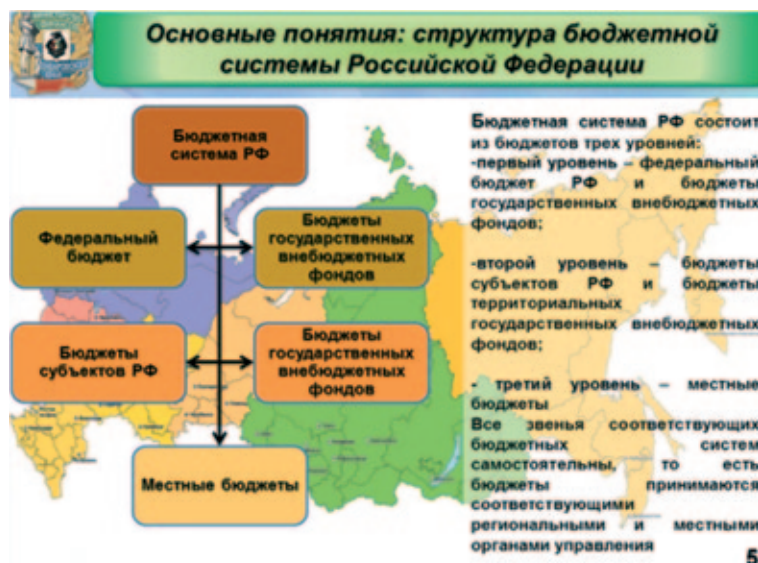 Основные понятия: структура бюджетной
системы Российской Федерации
Бюджетная
система РФ
Федеральный
бюджет
Бюджеты
государственных
внебюджетных
фондов
Бюджеты
субъектов РФ
Бюджеты
государственных
внебюджетных
фондов
Местные бюджеты
Бюджетная система РФ состоит
из бюджетов трех уровней:
-первый уровень – федеральный
бюджет РФ и бюджеты
государственных внебюджетных
фондов;
-второй уровень – бюджеты
субъектов РФ и бюджеты
территориальных
государственных внебюджетных
фондов;
- третий уровень – местные
бюджеты
Все звенья соответствующих
бюджетных систем
самостоятельны, то есть
бюджеты принимаются
соответствующими
региональными и местными
органами управления
5